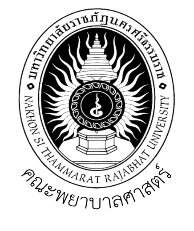 มหาวิทยาลัยราชภัฏนครศรีธรรมราช
NAKHON SI THAMMARAT RAJABHAT UNIVERSITY
คณะพยาบาลศาสตร์